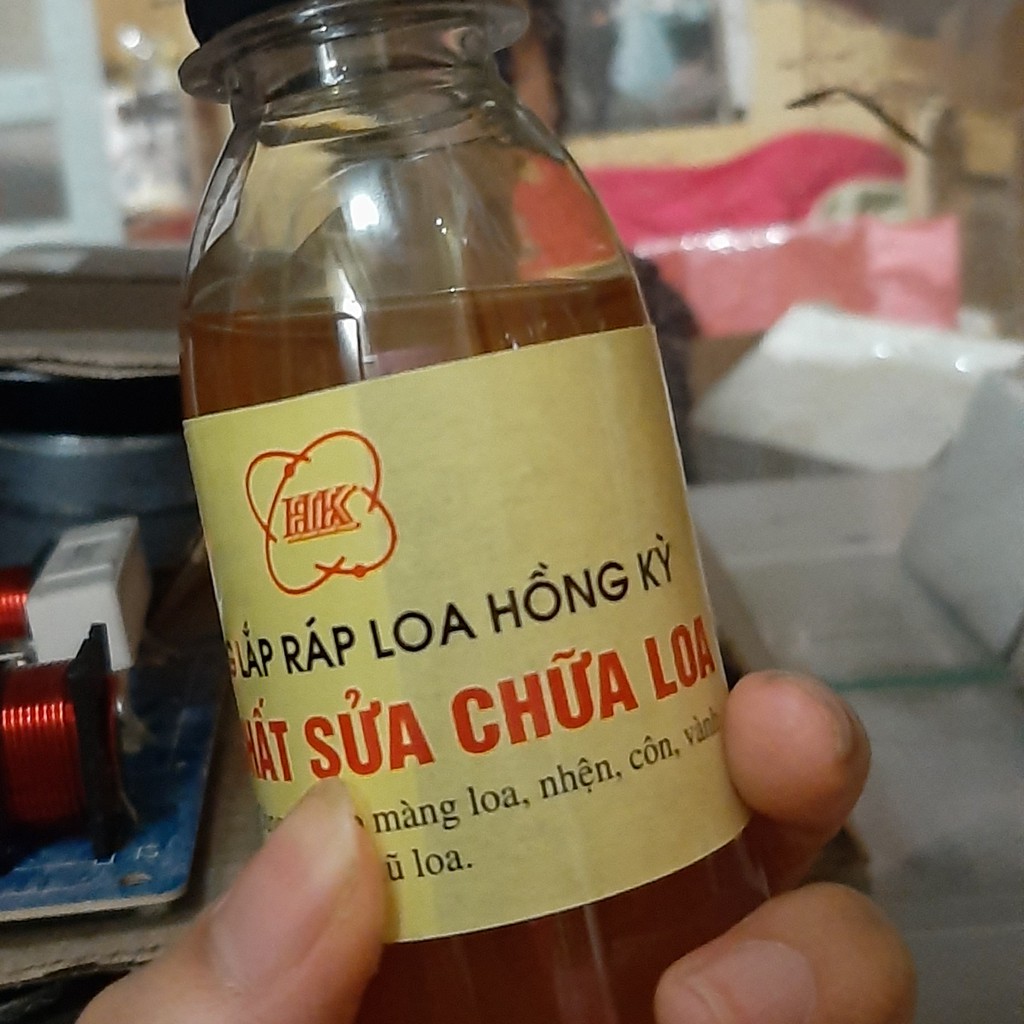 HK
LẮP RÁP LOA HỒNG KỲ
SỬA CHỮA LOA
màng loa, nhện, côn,
loa.